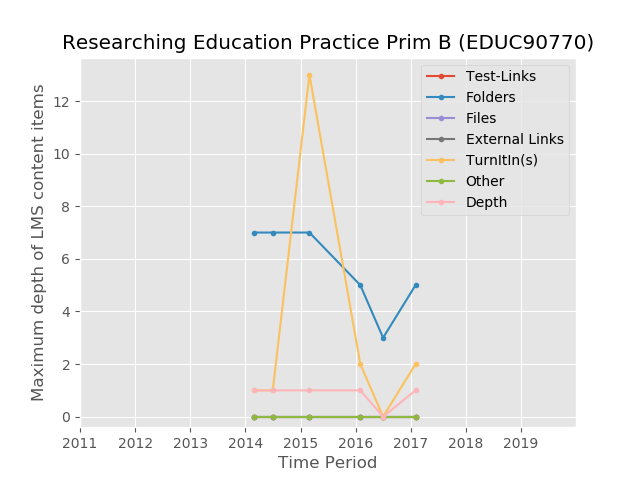 Researching Education Practice Prim B (EDUC90770)
Test-Links
Folders
Files
External Links
TurnItIn(s)
Other
Depth
Maximum depth of LMS content items
12
10
8
6
4
2
0
2011 2012 2013 2014 2015 2016 2017 2018 2019
Time Period